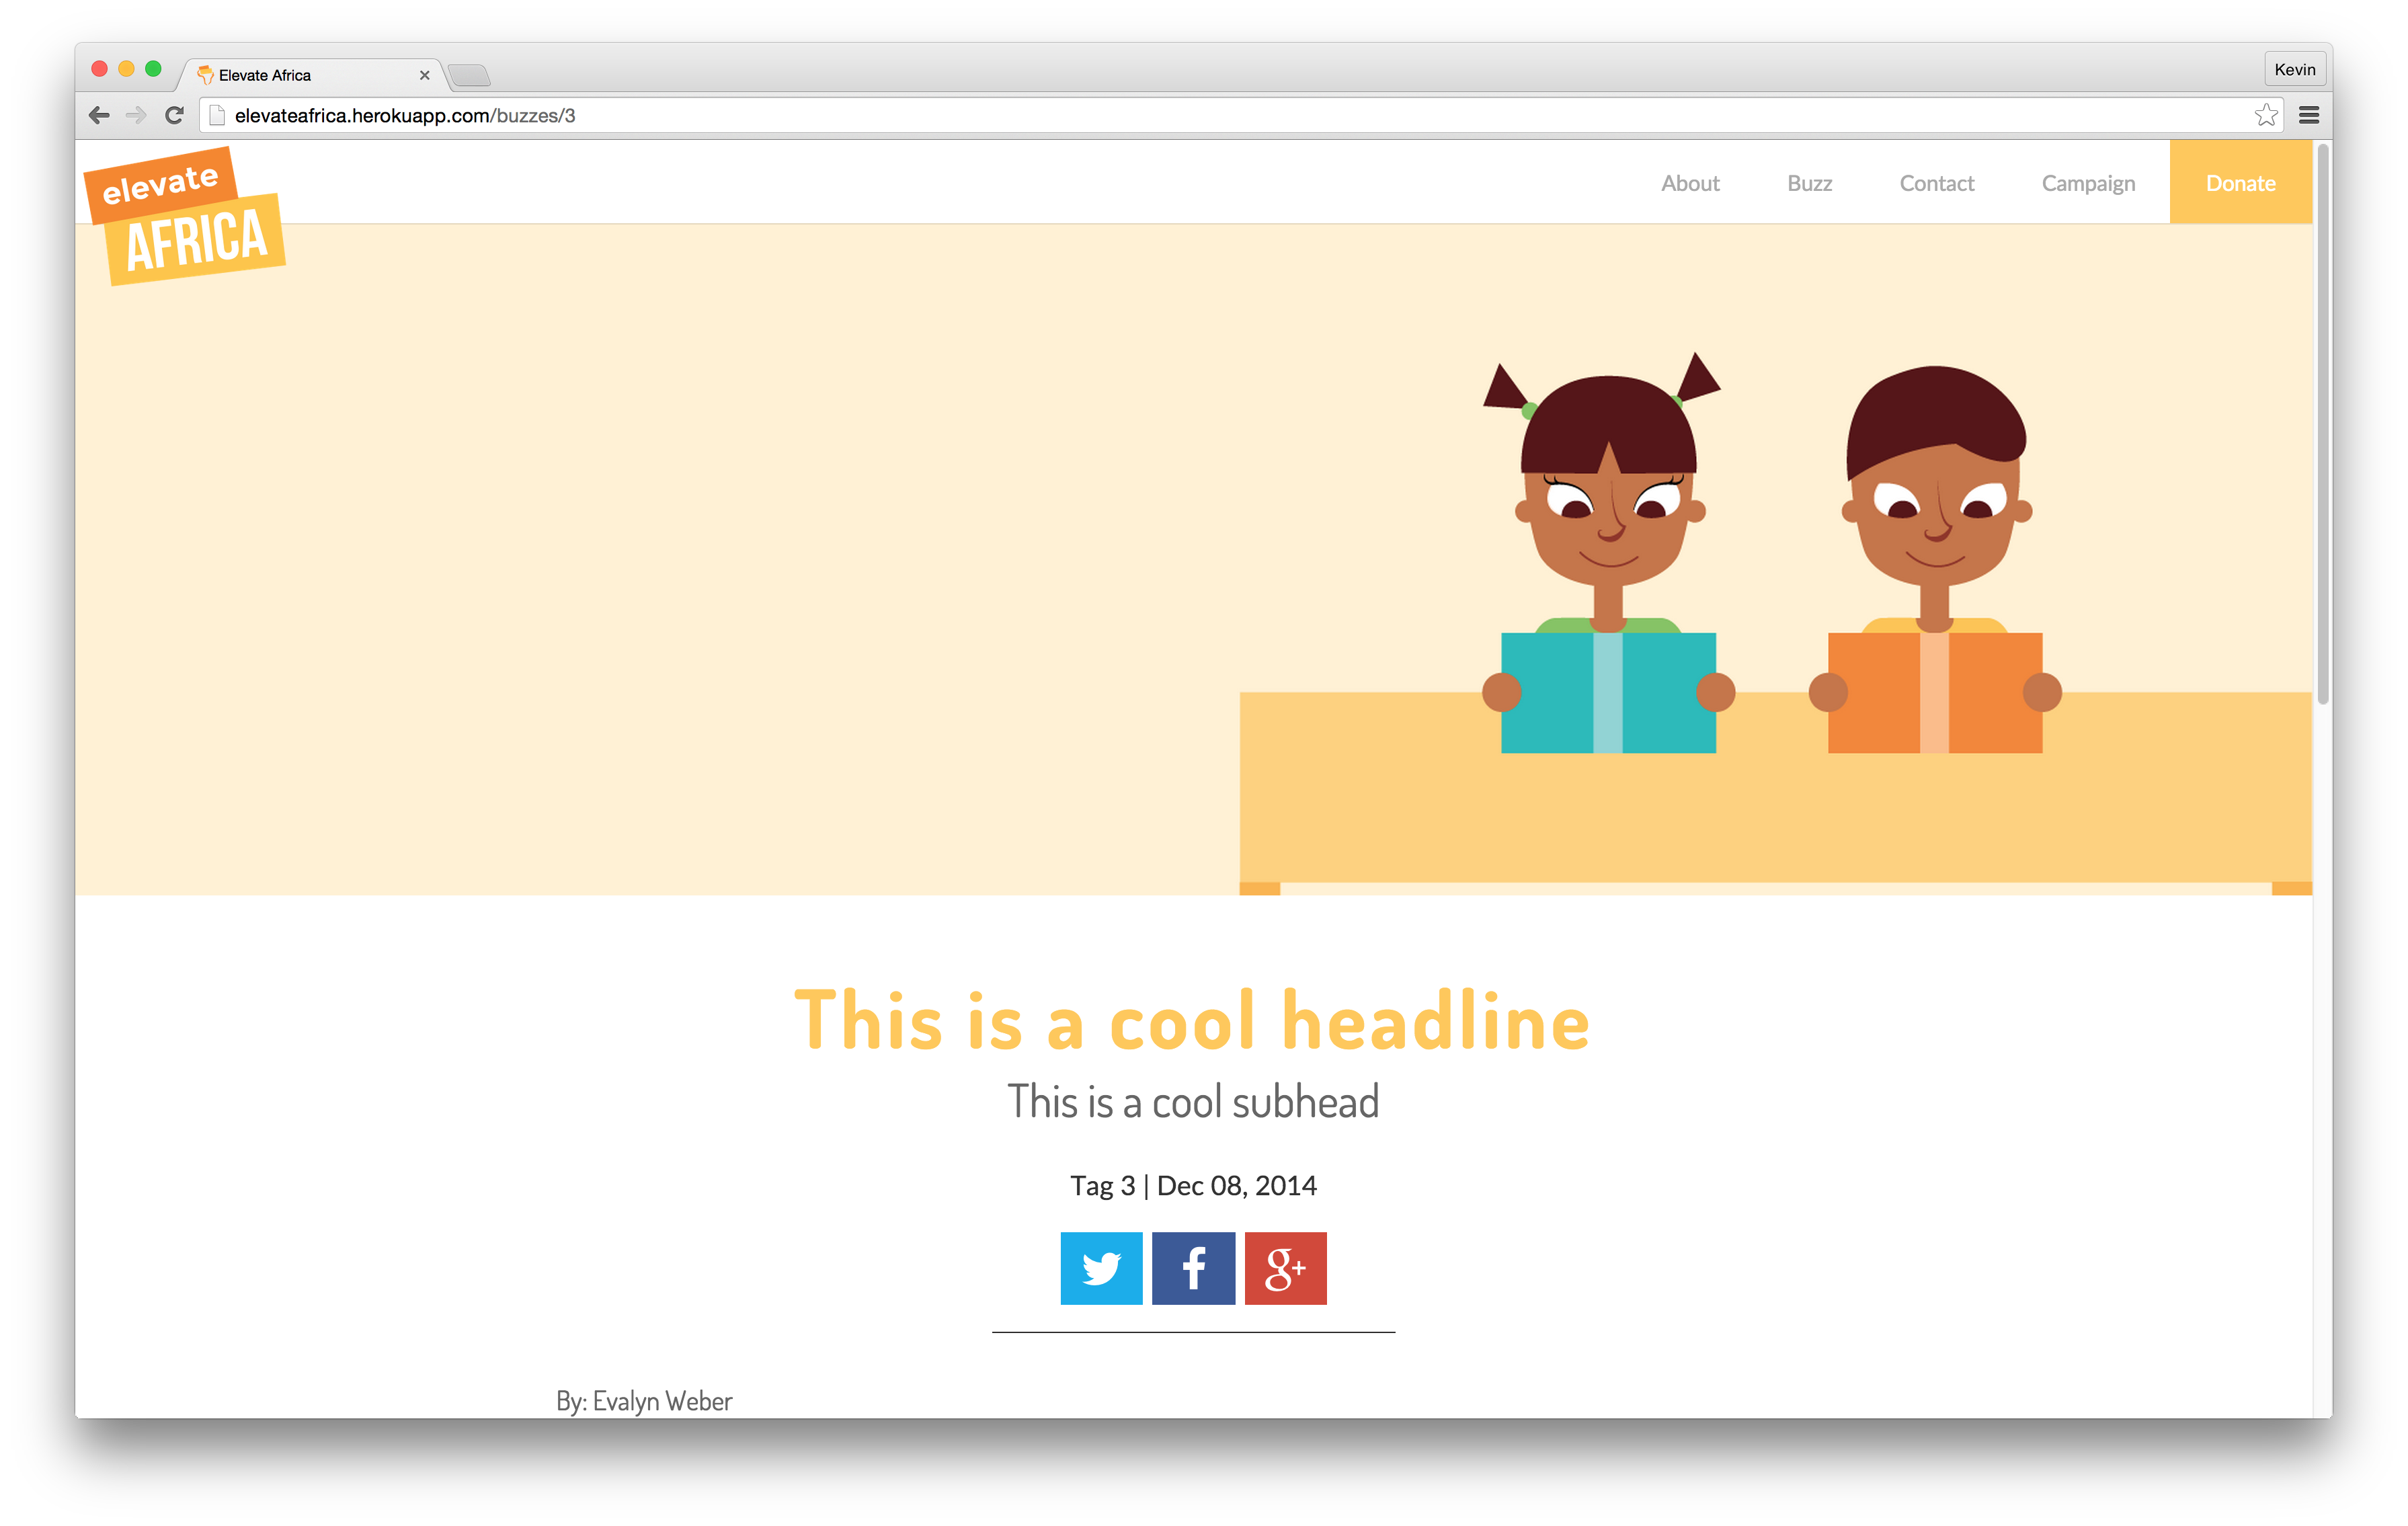 Elevate Africa
Kevin
elevateafrica.herokuapp.com/buzzes/3
elevate
AFRICA
About
Buzz
Contact
Campaign
Donate
This is a cool headline
This is a cool subhead
Tag 3 | Dec 08, 2014
g+
By: Evalyn Weber